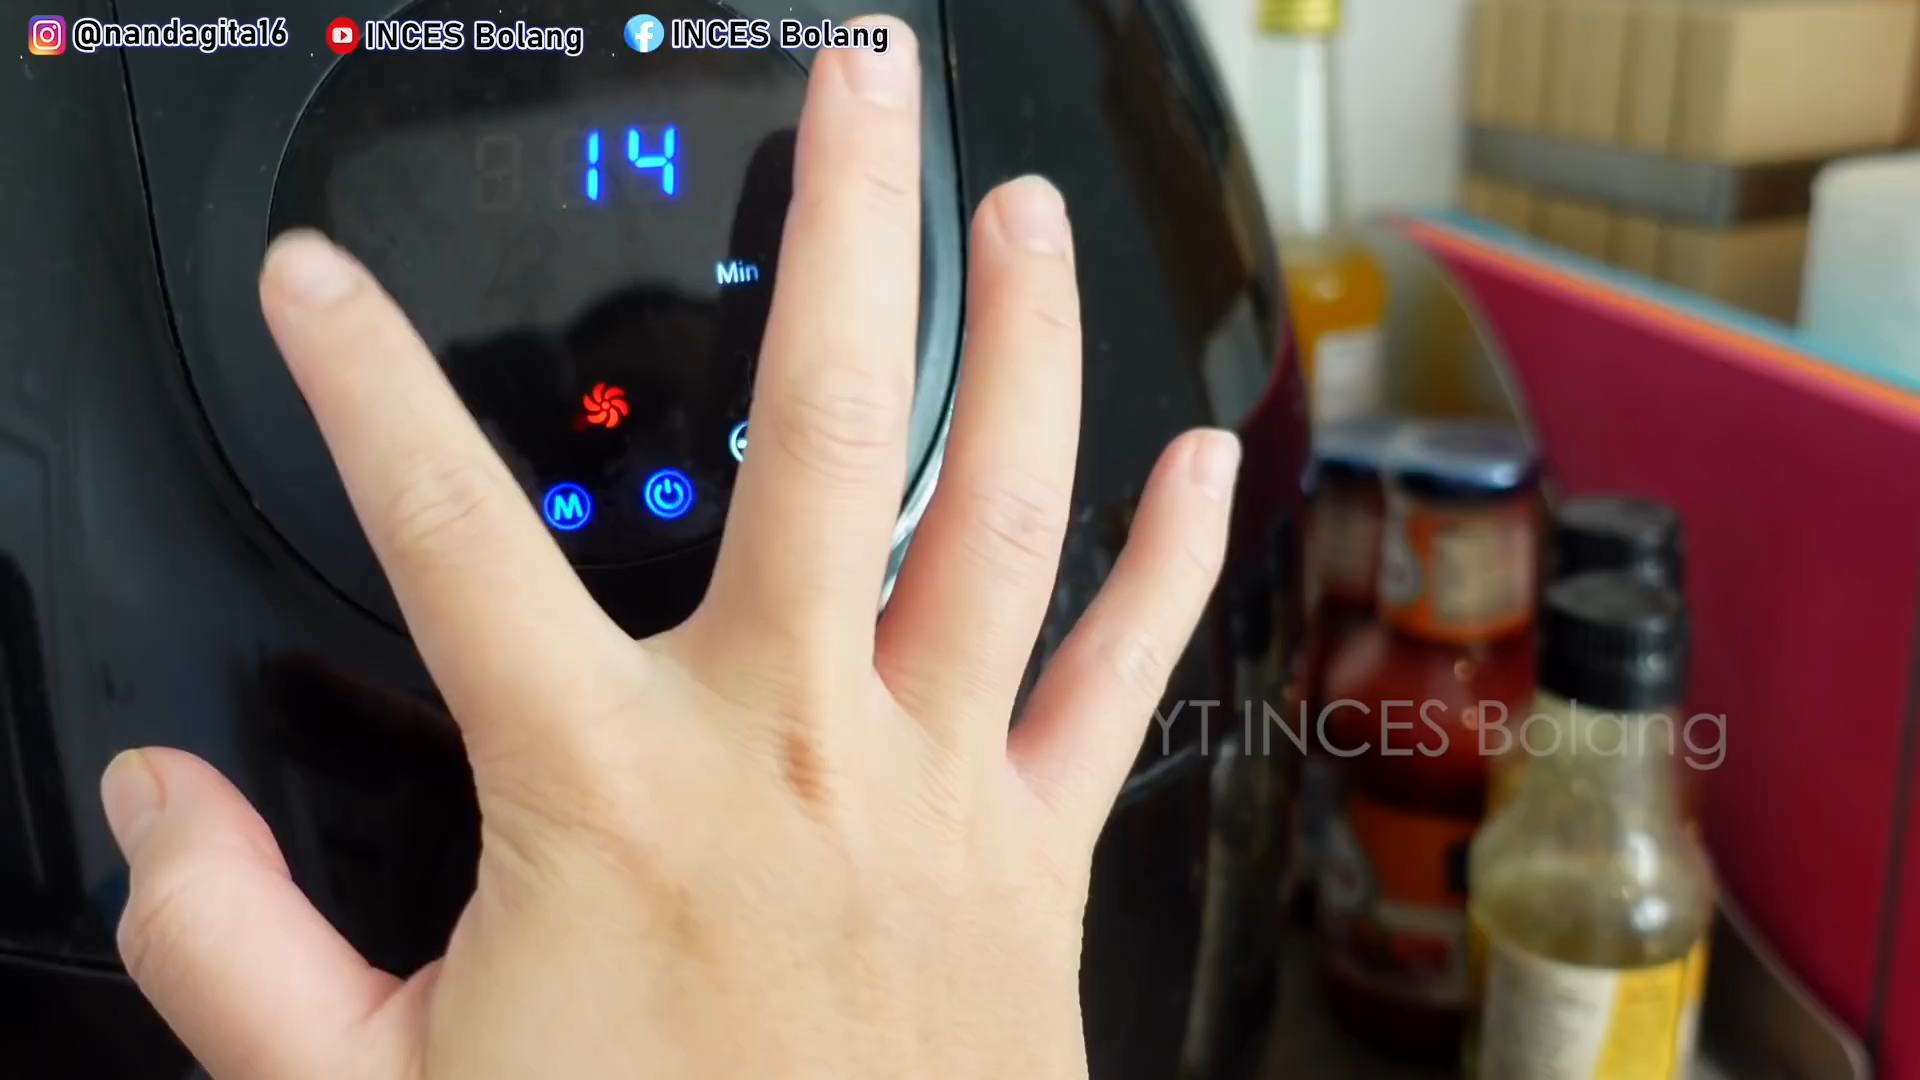 @nandagita16 INCES Bolang INCES Bolang
14
Min
M
YT INCES Bolang